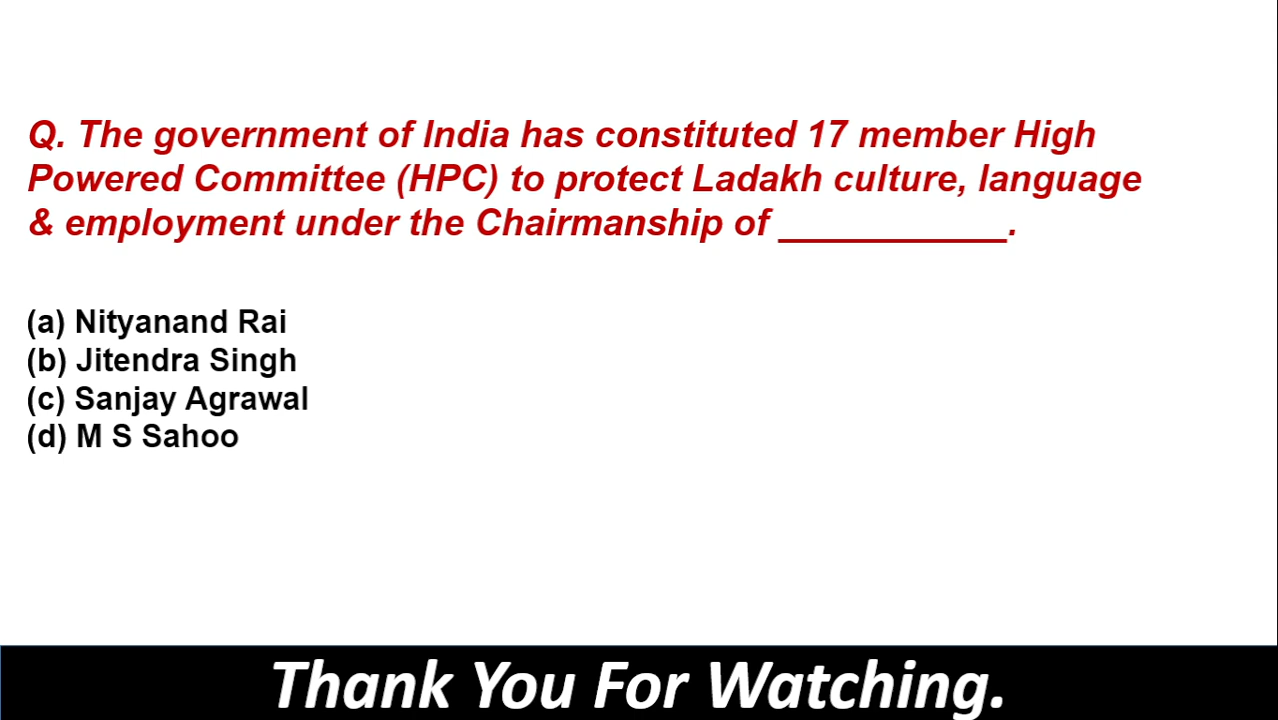 Q. The government of India has constituted 17 member High
Powered Committee (HPC) to protect Ladakh culture, language
& employment under the Chairmanship of ___________.
(a) Nityanand Rai
(b) Jitendra Singh
(c) Sanjay Agrawal
(d) M S Sahoo
Thank You For Watching.